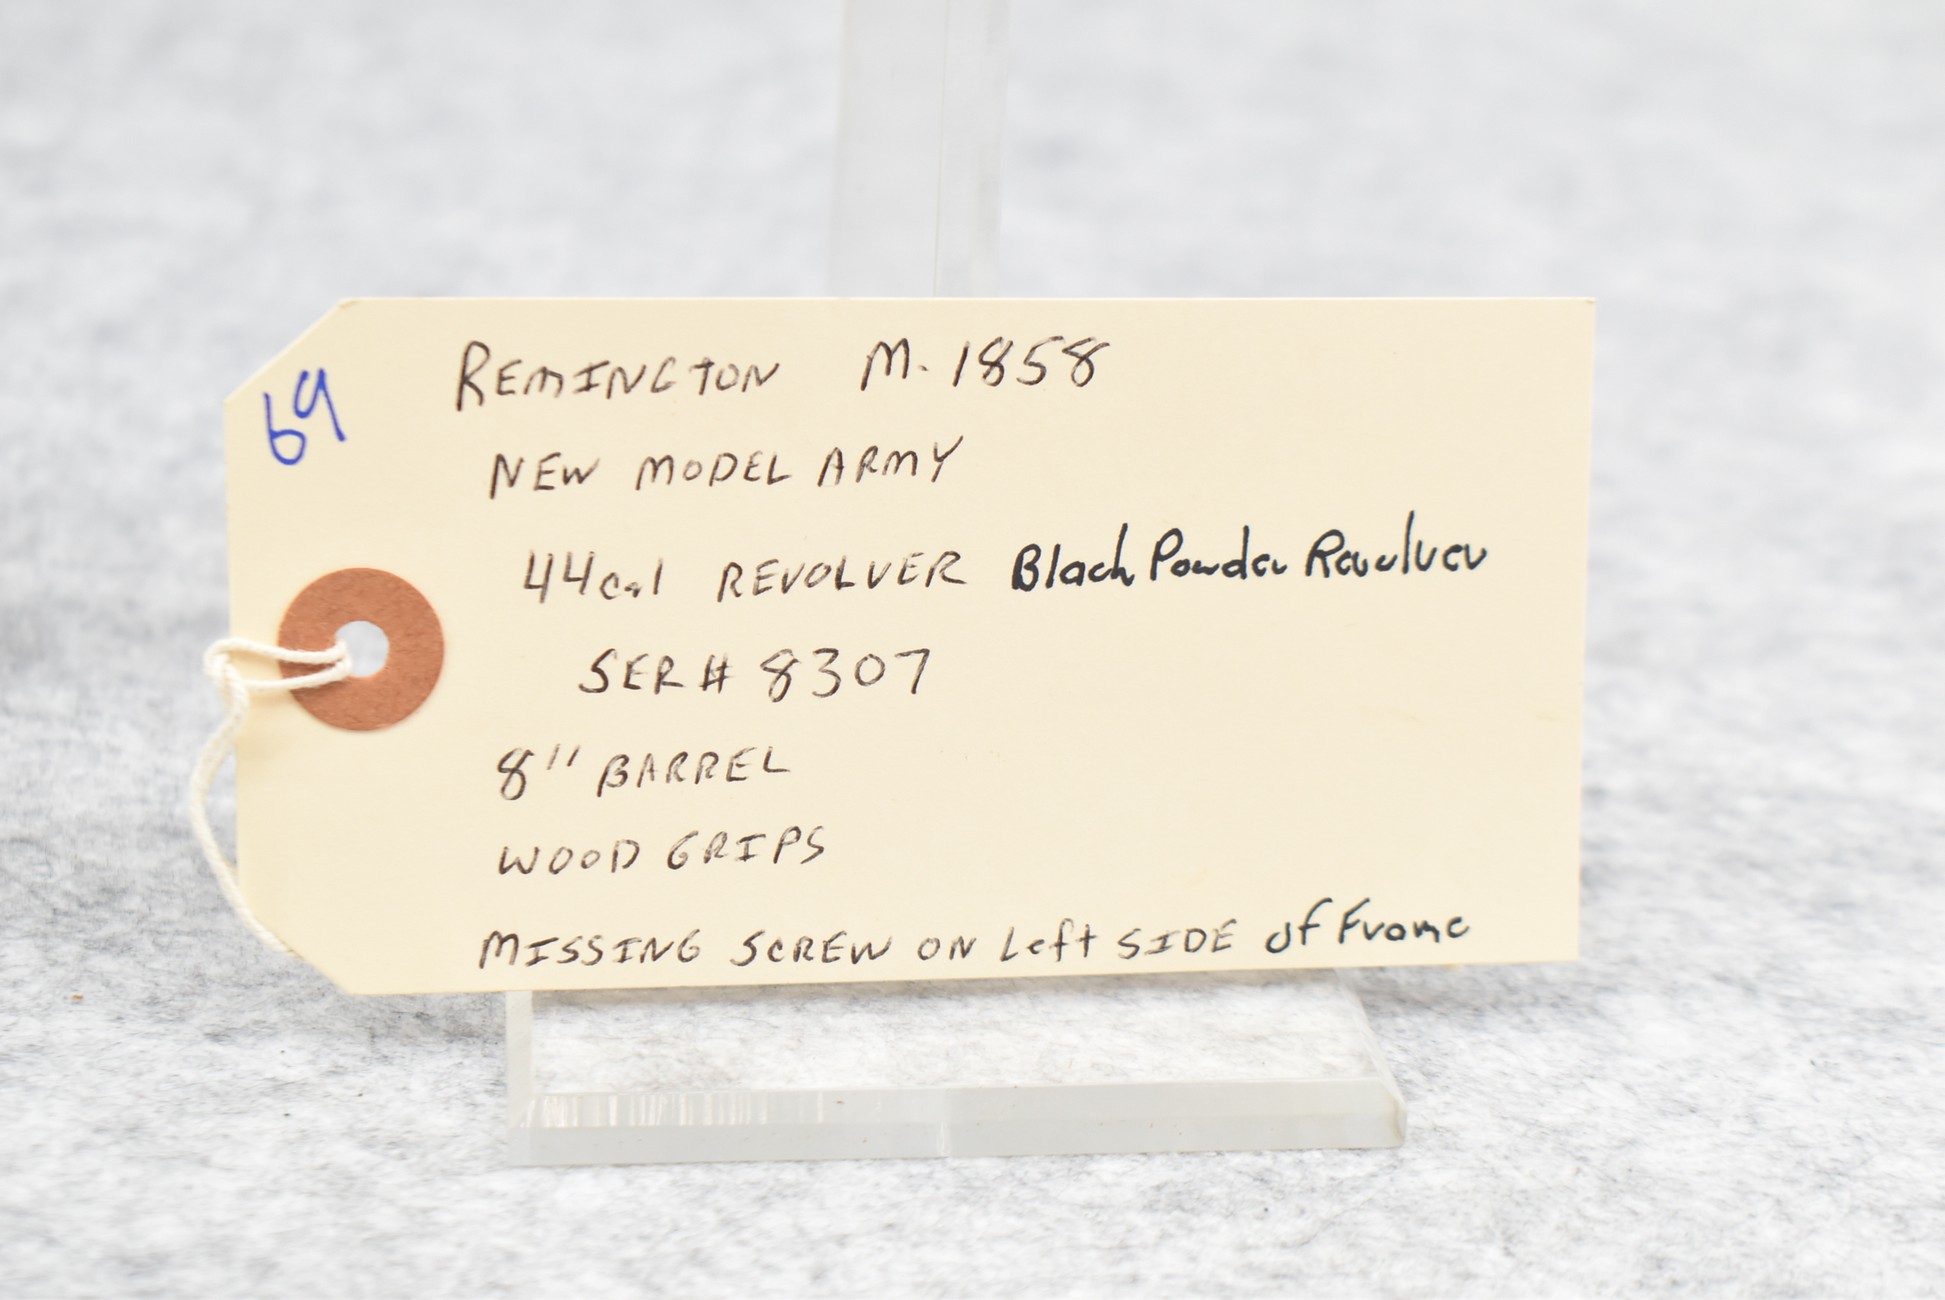 69
REMINGTON M. 1858
NEW MODEL ARMY
44cal REVOLVER Black Powder Revolver
SER# 8307
8" BARREL
WOOD GRIPS
MISSING SCREW ON Left SIDE of Frame